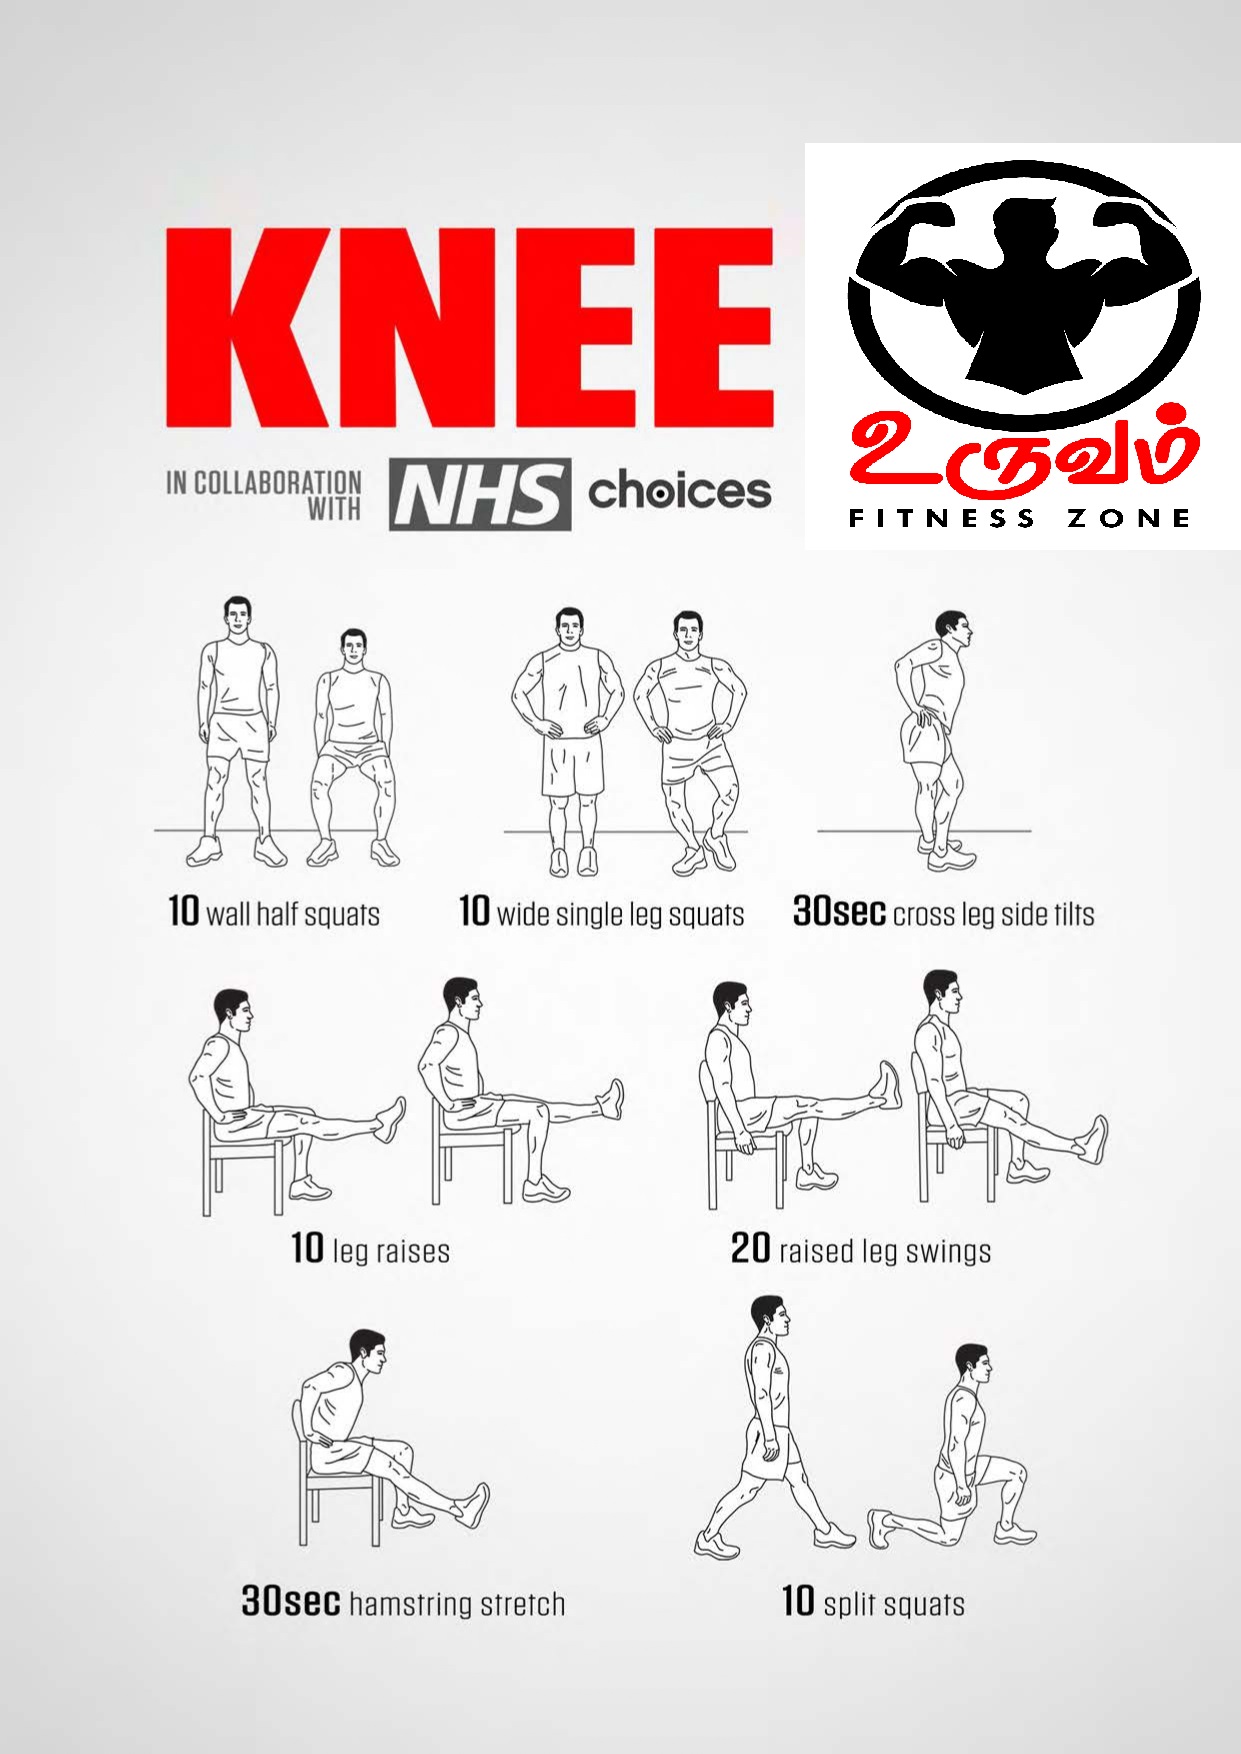 KNEE
IN COLLABORATION
WITH
NHS choices
உருவம்
FITNESS ZONE
10 wall half squats
10 wide single leg squats
30sec cross leg side tilts
10 leg raises
20 raised leg swings
30sec hamstring stretch
10 split squats